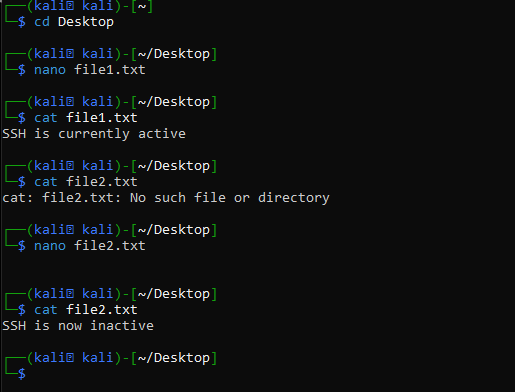 ┌──(kali㉿ kali)-[~]
└─$ cd Desktop
┌──(kali㉿ kali)-[~/Desktop]
└─$ nano file1.txt
┌──(kali㉿ kali)-[~/Desktop]
└─$ cat file1.txt
SSH is currently active
┌──(kali㉿ kali)-[~/Desktop]
└─$ cat file2.txt
cat: file2.txt: No such file or directory
┌──(kali㉿ kali)-[~/Desktop]
└─$ nano file2.txt
┌──(kali㉿ kali)-[~/Desktop]
└─$ cat file2.txt
SSH is now inactive
┌──(kali㉿ kali)-[~/Desktop]
└─$